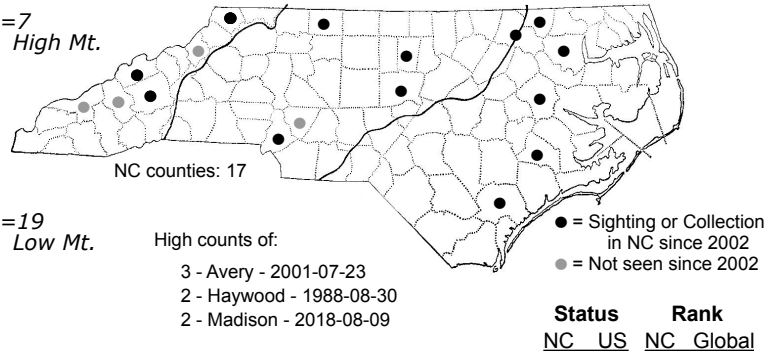 =7
High Mt.
NC counties: 17
=19
Low Mt.
High counts of:
3 - Avery - 2001-07-23
2 - Haywood - 1988-08-30
2 - Madison - 2018-08-09
● = Sighting or Collection
in NC since 2002
● = Not seen since 2002
Status Rank
NC US NC Global